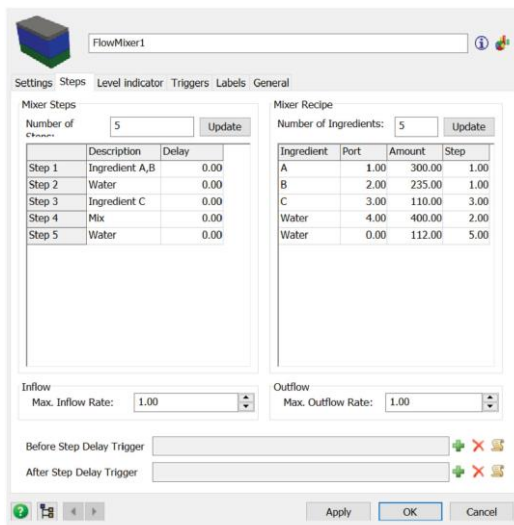 FlowMixer1
Settings Steps Level indicator Triggers Labels General
Mixer Steps
Number of 5 Update
Description Delay
Step 1 Ingredient A,B 0.00
Step 2 Water 0.00
Step 3 Ingredient C 0.00
Step 4 Mix 0.00
Step 5 Water 0.00
Mixer Recipe
Number of Ingredients: 5 Update
Ingredient Port Amount Step
A 1.00 300.00 1.00
B 2.00 235.00 1.00
C 3.00 110.00 3.00
Water 4.00 400.00 2.00
Water 0.00 112.00 5.00
Inflow
Max. Inflow Rate: 1.00
Outflow
Max. Outflow Rate: 1.00
Before Step Delay Trigger
After Step Delay Trigger
Apply OK Cancel